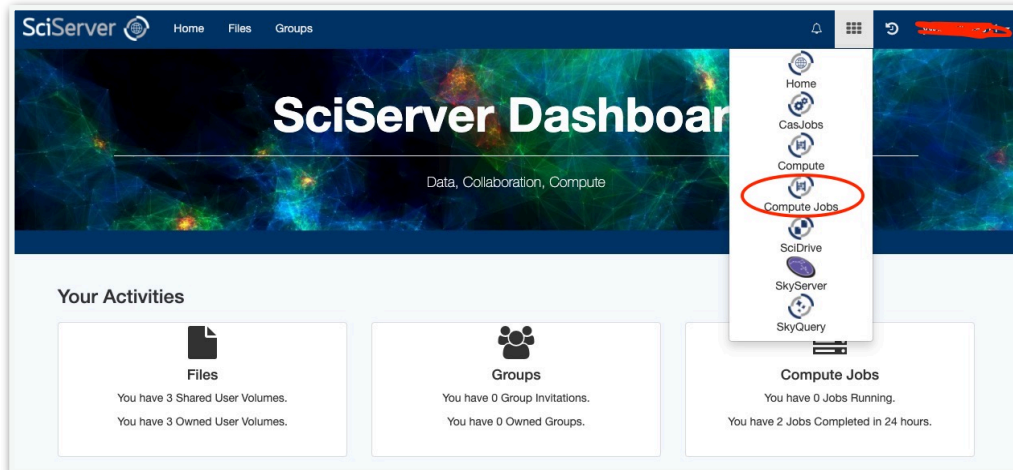 SciServer Home Files Groups
Home
CasJobs
SciServer Dashboar
Compute
Data, Collaboration, Compute
Compute Jobs
SciDrive
SkyServer
SkyQuery
Your Activities
Files
You have 3 Shared User Volumes.
You have 3 Owned User Volumes.
Groups
You have 0 Group Invitations.
You have 0 Owned Groups.
Compute Jobs
You have 0 Jobs Running.
You have 2 Jobs Completed in 24 hours.